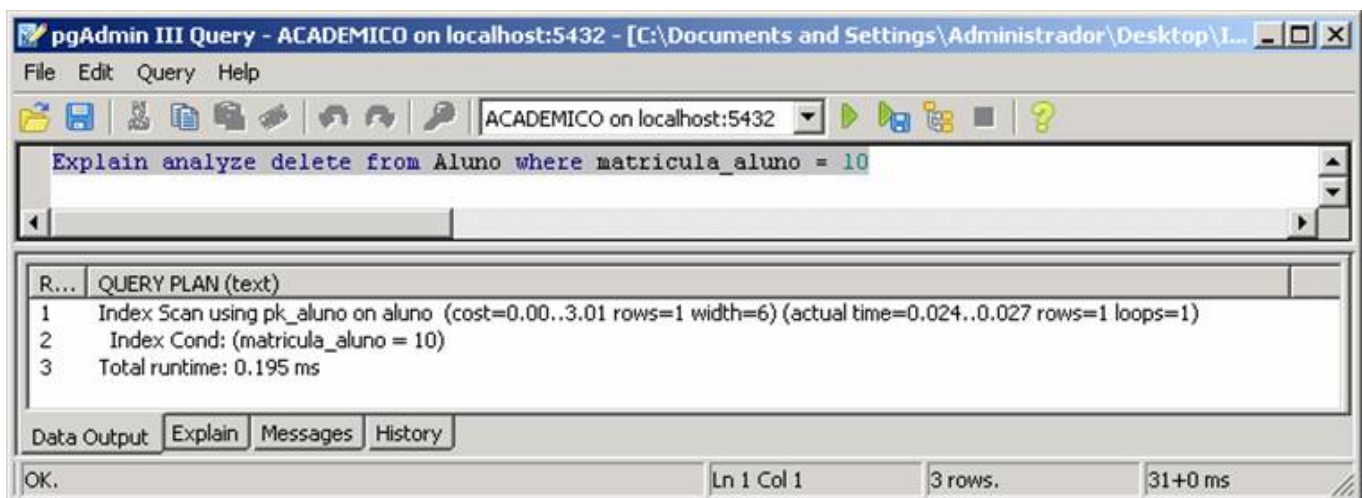 pgAdmin III Query - ACADEMICO on localhost:5432 - [C:\Documents and Settings\Administrador\Desktop\I...
File Edit Query Help
ACADEMICO on localhost:5432
Explain analyze delete from Aluno where matricula_aluno = 10
R... QUERY PLAN (text)
1 Index Scan using pk_aluno on aluno (cost=0.00..3.01 rows=1 width=6) (actual time=0.024..0.027 rows=1 loops=1)
2 Index Cond: (matricula_aluno = 10)
3 Total runtime: 0.195 ms
Data Output Explain Messages History
OK. Ln 1 Col 1 3 rows. 31+0 ms